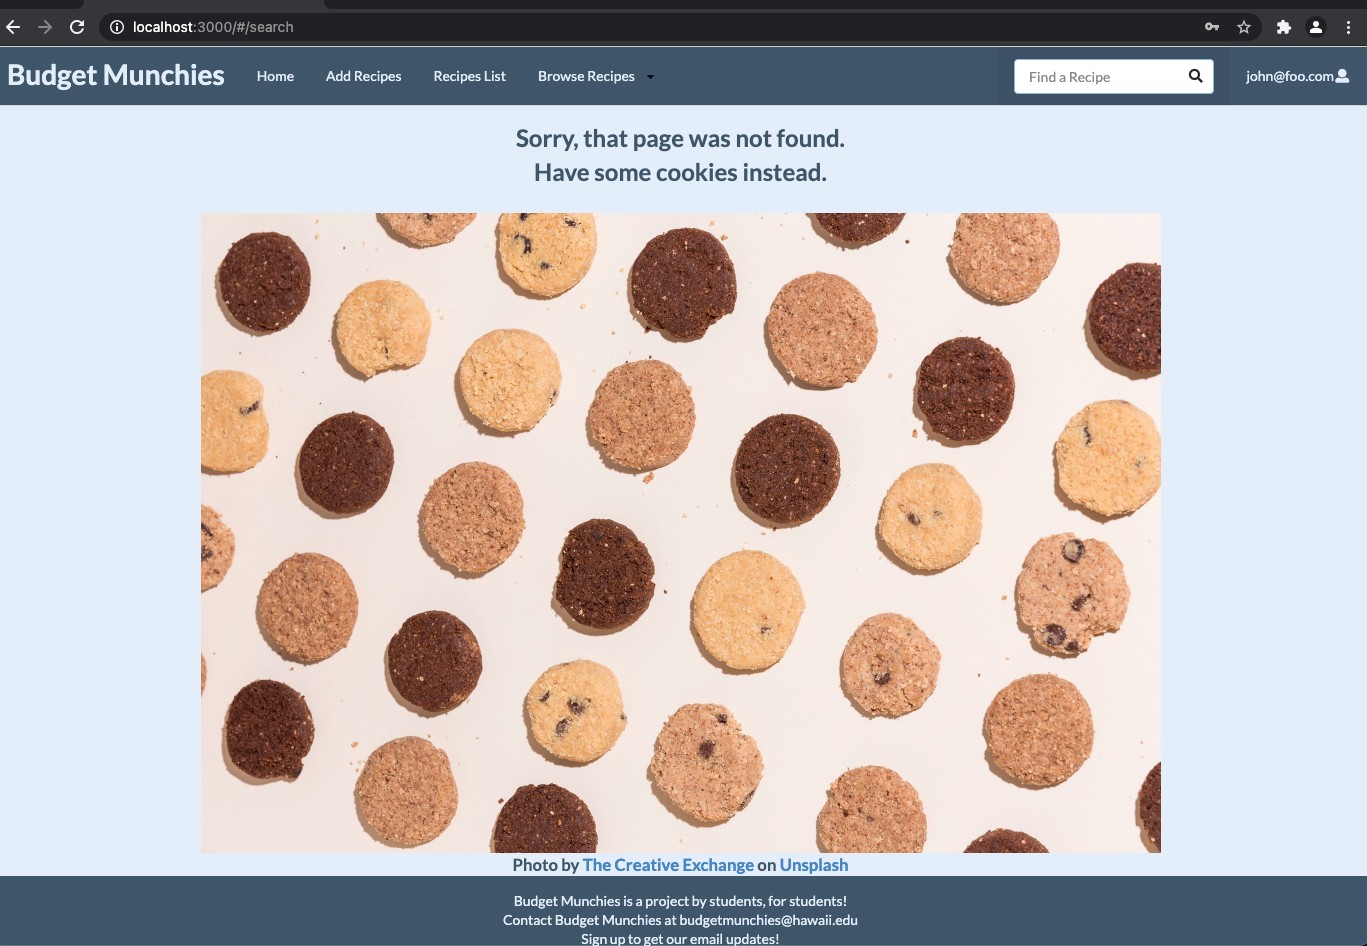 localhost:3000/#/search
Budget Munchies Home Add Recipes Recipes List Browse Recipes Find a Recipe john@foo.com
Sorry, that page was not found.
Have some cookies instead.
Photo by The Creative Exchange on Unsplash
Budget Munchies is a project by students, for students!
Contact Budget Munchies at budgetmunchies@hawaii.edu
Sign up to get our email updates!